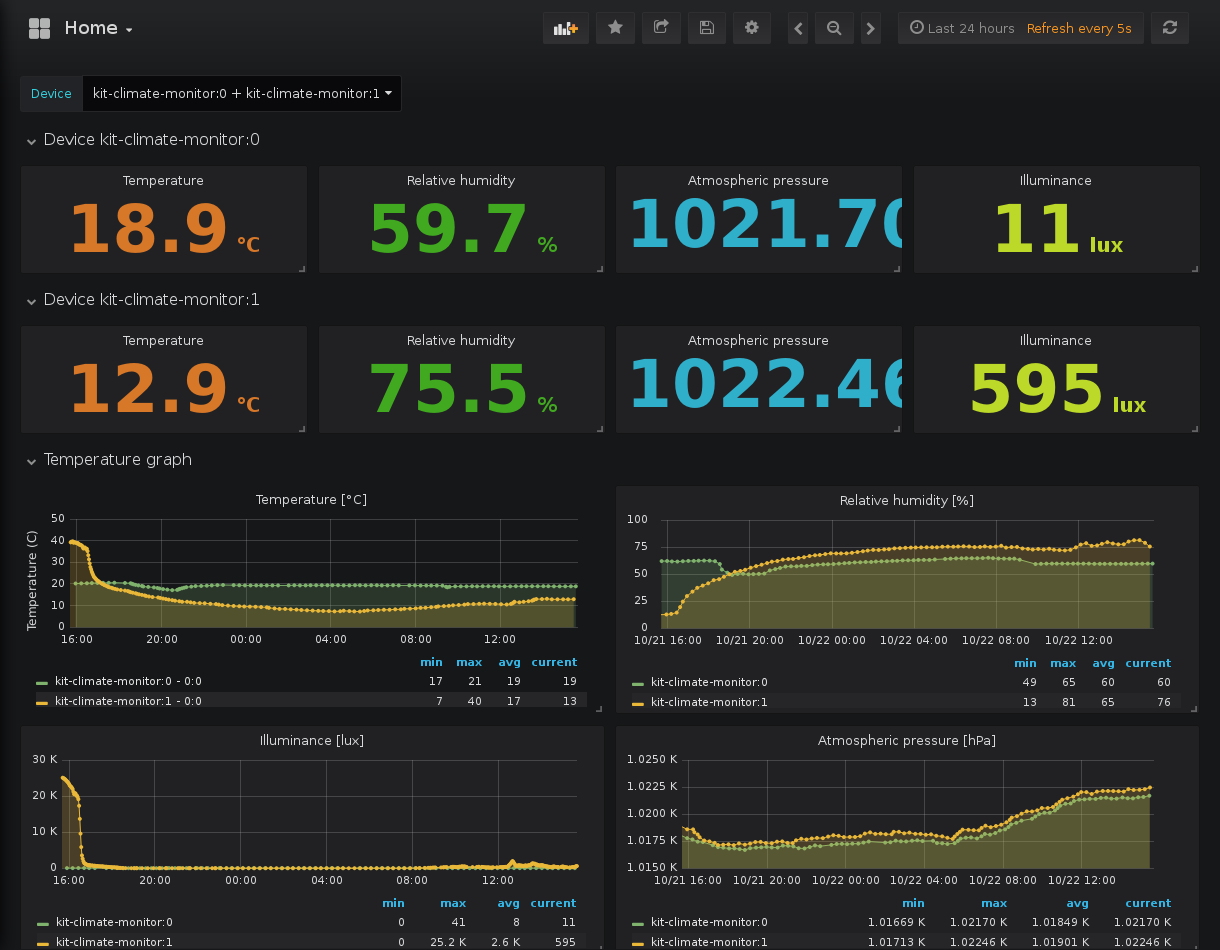 Home
Last 24 hours Refresh every 5s
Device kit-climate-monitor:0 + kit-climate-monitor:1
Device kit-climate-monitor:0
Temperature Relative humidity Atmospheric pressure Illuminance
18.9 °C 59.7 % 1021.70 11 lux
Device kit-climate-monitor:1
Temperature Relative humidity Atmospheric pressure Illuminance
12.9 °C 75.5 % 1022.46 595 lux
Temperature graph
Temperature [°C]
Temperature (C)
50
40
30
20
10
0
16:00 20:00 00:00 04:00 08:00 12:00
min max avg current
kit-climate-monitor:0 - 0:0 17 21 19 19
kit-climate-monitor:1 - 0:0 7 40 17 13
Relative humidity [%]
100
75
50
25
0
10/21 16:00 10/21 20:00 10/22 00:00 10/22 04:00 10/22 08:00 10/22 12:00
min max avg current
kit-climate-monitor:0 49 65 60 60
kit-climate-monitor:1 13 81 65 76
Illuminance [lux]
30 K
20 K
10 K
0
16:00 20:00 00:00 04:00 08:00 12:00
min max avg current
kit-climate-monitor:0 0 41 8 11
kit-climate-monitor:1 0 25.2 K 2.6 K 595
Atmospheric pressure [hPa]
1.0250 K
1.0225 K
1.0200 K
1.0175 K
1.0150 K
10/21 16:00 10/21 20:00 10/22 00:00 10/22 04:00 10/22 08:00 10/22 12:00
min max avg current
kit-climate-monitor:0 1.01669 K 1.02170 K 1.01849 K 1.02170 K
kit-climate-monitor:1 1.01713 K 1.02246 K 1.01901 K 1.02246 K